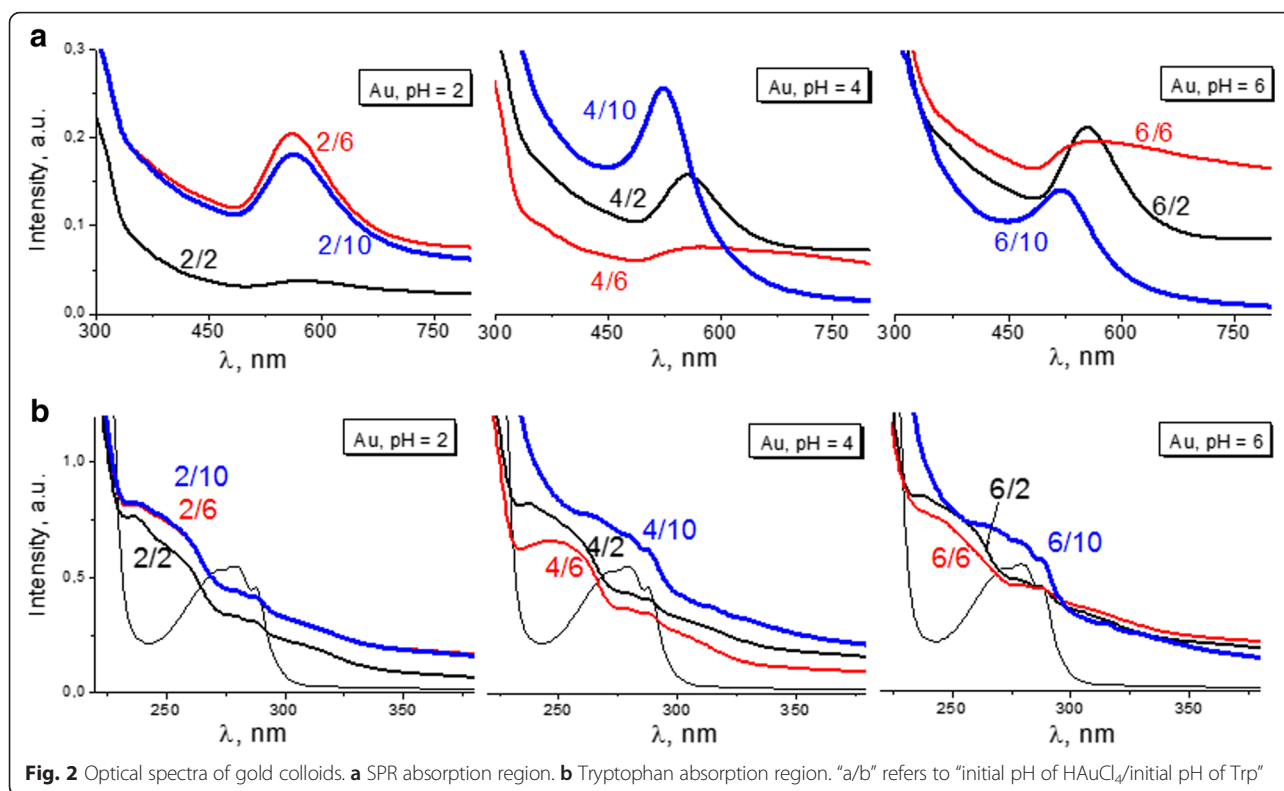 a
Au, pH = 2
Au, pH = 4
Au, pH = 6
Intensity, a.u.
0.3
0.2
0.1
0.0
2/6
2/10
2/2
4/10
4/2
4/6
6/6
6/2
6/10
300 450 600 750
300 450 600 750
300 450 600 750
λ, nm
λ, nm
λ, nm
b
Au, pH = 2
Au, pH = 4
Au, pH = 6
Intensity, a.u.
1.0
0.5
0.0
2/10
2/6
2/2
4/10
4/2
4/6
6/2
6/10
6/6
250 300 350
250 300 350
250 300 350
λ, nm
λ, nm
λ, nm
Fig. 2 Optical spectra of gold colloids. a SPR absorption region. b Tryptophan absorption region. “a/b” refers to “initial pH of HAuCl₄/initial pH of Trp”